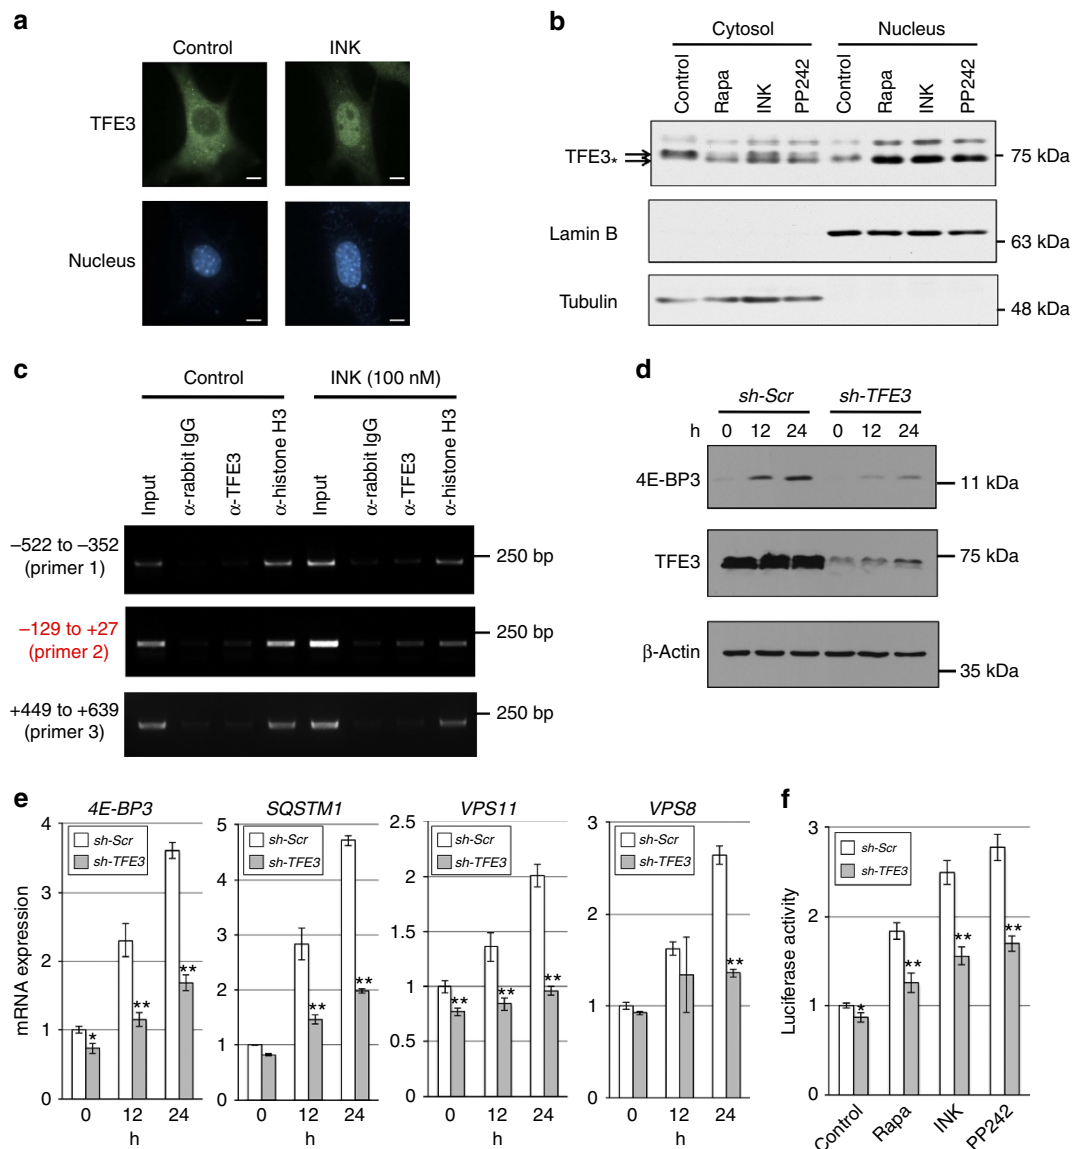 a
Control
INK
TFE3
Nucleus
b
Cytosol
Nucleus
Control
Rapa
INK
PP242
Control
Rapa
INK
PP242
TFE3*
75 kDa
Lamin B
63 kDa
Tubulin
48 kDa
c
Control
INK (100 nM)
Input
α-rabbit IgG
α-TFE3
α-histone H3
Input
α-rabbit IgG
α-TFE3
α-histone H3
–522 to –352
(primer 1)
250 bp
–129 to +27
(primer 2)
250 bp
+449 to +639
(primer 3)
250 bp
d
sh-Scr
sh-TFE3
h 0 12 24 0 12 24
4E-BP3
11 kDa
TFE3
75 kDa
β-Actin
35 kDa
e
mRNA expression
4E-BP3
sh-Scr
sh-TFE3
4
3
2
1
0
* ** **
0 12 24
h
SQSTM1
sh-Scr
sh-TFE3
5
4
3
2
1
0
** **
0 12 24
h
VPS11
sh-Scr
sh-TFE3
2.5
2
1.5
1
0.5
0
** ** **
0 12 24
h
VPS8
sh-Scr
sh-TFE3
3
2
1
0
**
0 12 24
h
f
Luciferase activity
sh-Scr
sh-TFE3
3
2
1
0
* ** ** **
Control
Rapa
INK
PP242